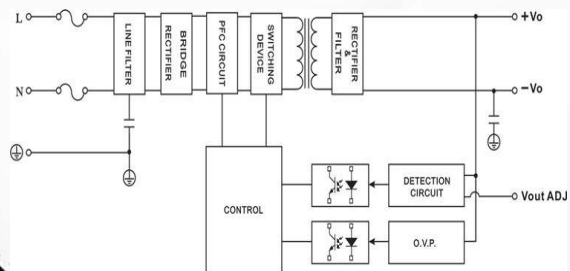 L
LINE FILTER
BRIDGE
RECTIFIER
PFC CIRCUIT
SWITCHING
DEVICE
RECTIFIER
&
FILTER
+Vo
N
−Vo
CONTROL
DETECTION
CIRCUIT
Vout ADJ
O.V.P.